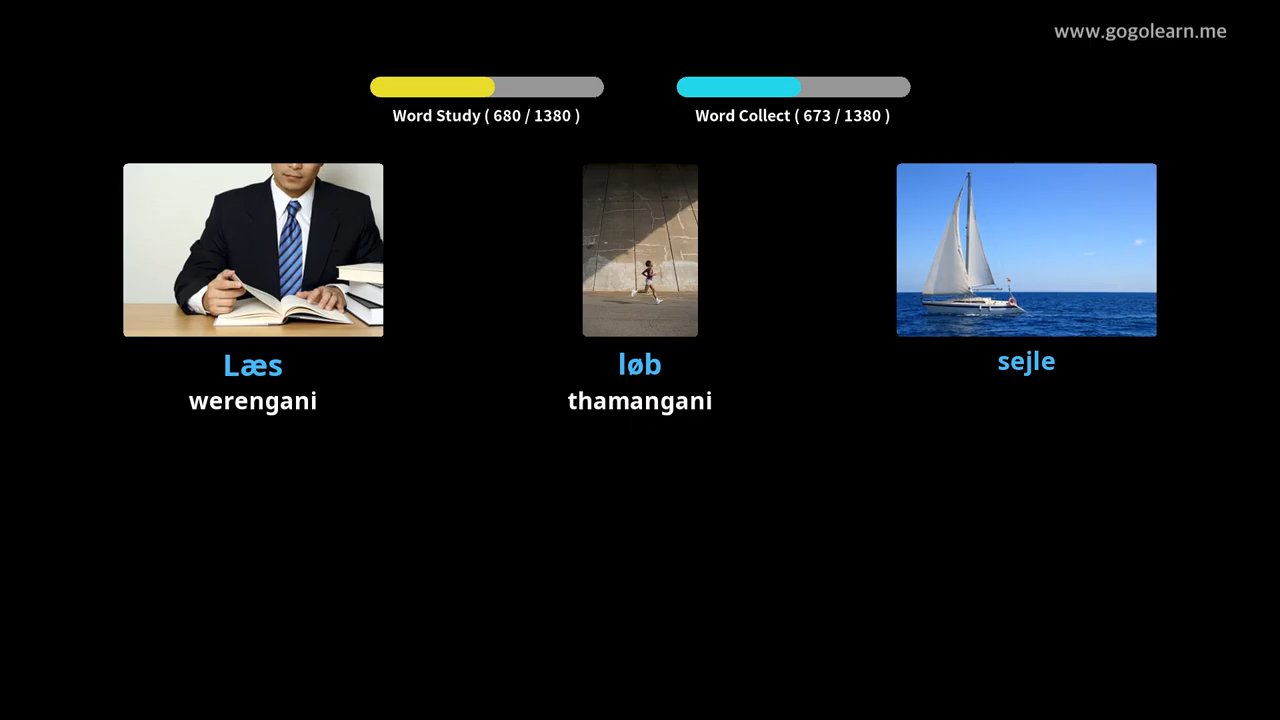 www.gogolearn.me
Word Study ( 680 / 1380 )
Word Collect ( 673 / 1380 )
Læs
werengani
løb
thamangani
sejle